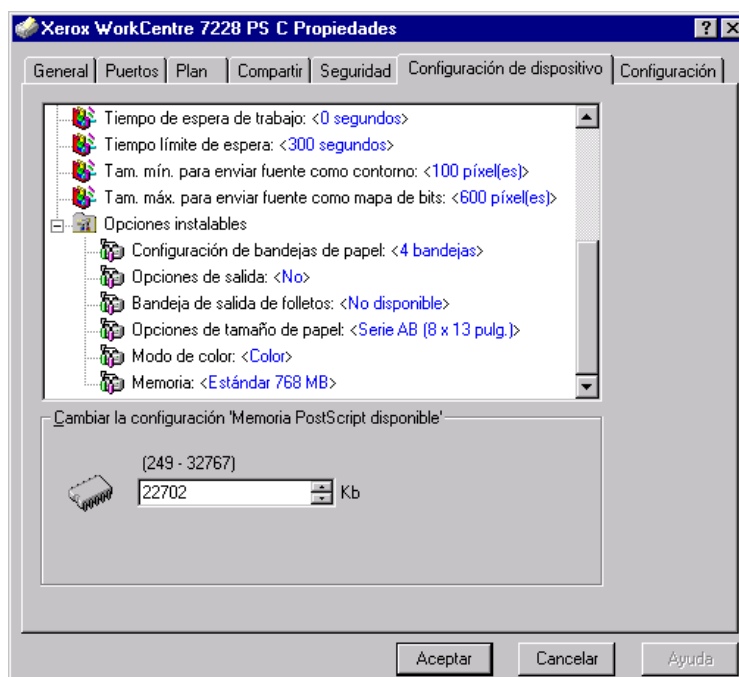 Xerox WorkCentre 7228 PS C Propiedades
General Puertos Plan Compartir Seguridad Configuración de dispositivo Configuración
Tiempo de espera de trabajo: <0 segundos>
Tiempo límite de espera: <300 segundos>
Tam. mín. para enviar fuente como contorno: <100 píxel(es)>
Tam. máx. para enviar fuente como mapa de bits: <600 píxel(es)>
Opciones instalables
Configuración de bandejas de papel: <4 bandejas>
Opciones de salida: <No>
Bandeja de salida de folletos: <No disponible>
Opciones de tamaño de papel: <Serie AB (8 x 13 pulg.)>
Modo de color: <Color>
Memoria: <Estándar 768 MB>
Cambiar la configuración 'Memoria PostScript disponible'
(249 - 32767)
22702 Kb
Aceptar Cancelar Ayuda